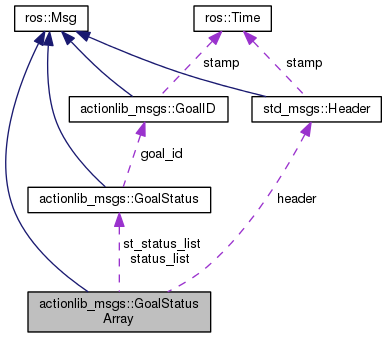 ros::Msg
ros::Time
stamp
stamp
actionlib_msgs::GoalID
std_msgs::Header
goal_id
actionlib_msgs::GoalStatus
header
st_status_list
status_list
actionlib_msgs::GoalStatus
Array